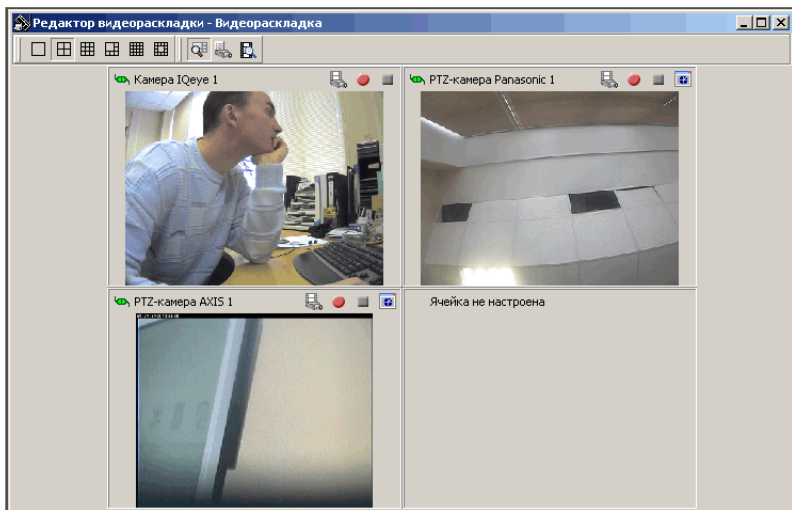 Редактор видеораскладки - Видеораскладка
Камера IQeye 1
PTZ-камера Panasonic 1
PTZ-камера AXIS 1
Ячейка не настроена